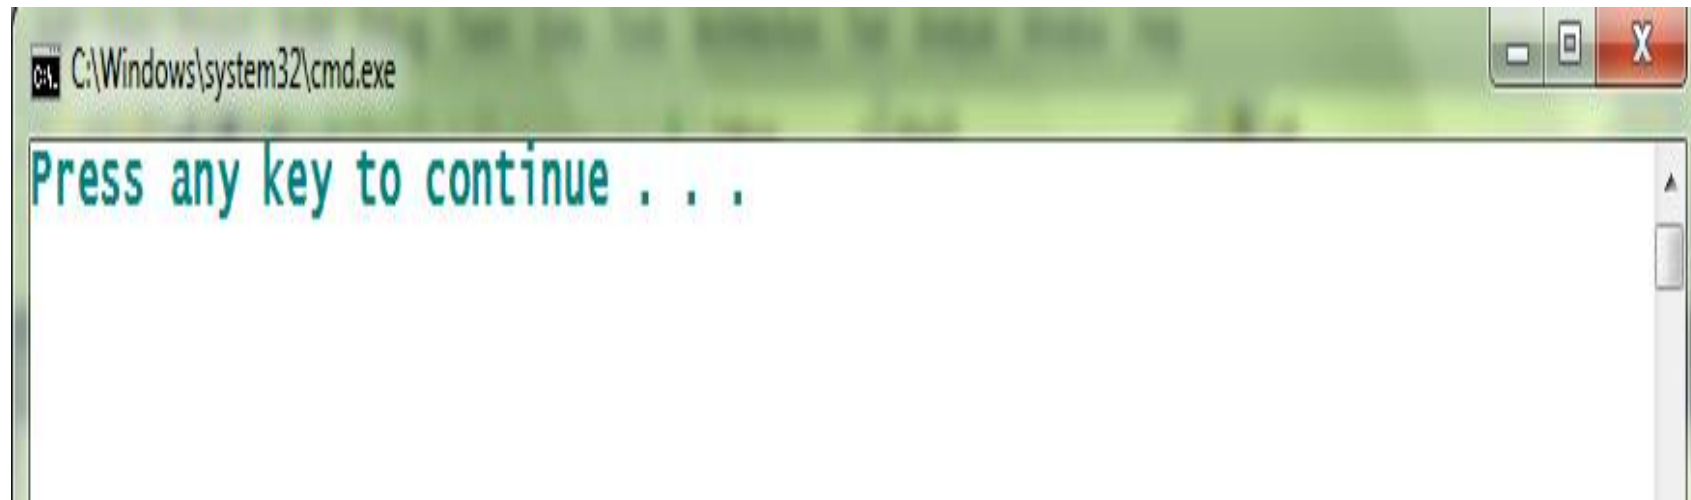 C:\Windows\system32\cmd.exe
Press any key to continue . . .